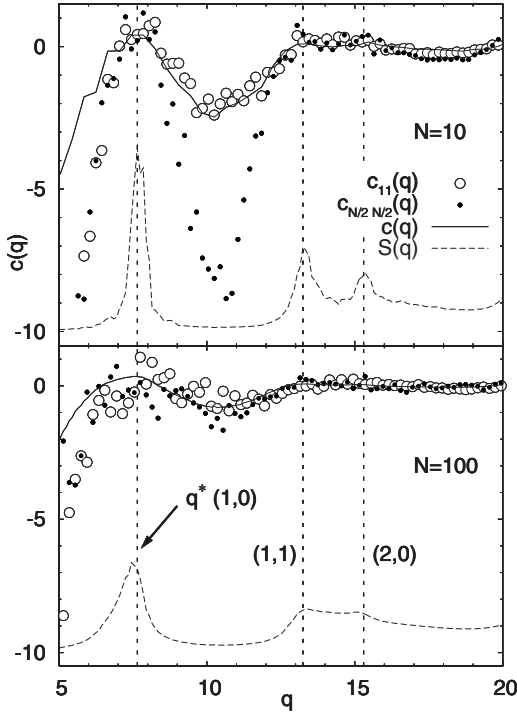 0
-5
-10
c(q)
N=10
c11(q)
cN/2 N/2(q)
c(q)
S(q)
0
-5
-10
N=100
q* (1,0)
(1,1)
(2,0)
5
10
15
20
q